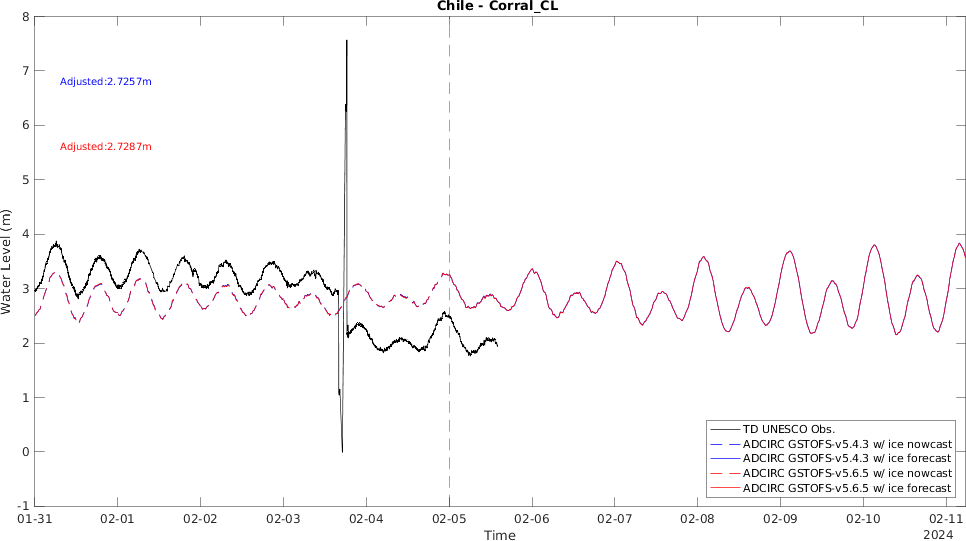 Chile - Corral_CL
8
7
6
5
4
3
2
1
0
-1
Water Level (m)
Adjusted:2.7257m
Adjusted:2.7287m
TD UNESCO Obs.
ADCIRC GSTOFS-v5.4.3 w/ ice nowcast
ADCIRC GSTOFS-v5.4.3 w/ ice forecast
ADCIRC GSTOFS-v5.6.5 w/ ice nowcast
ADCIRC GSTOFS-v5.6.5 w/ ice forecast
01-31 02-01 02-02 02-03 02-04 02-05 02-06 02-07 02-08 02-09 02-10 02-11
Time
2024